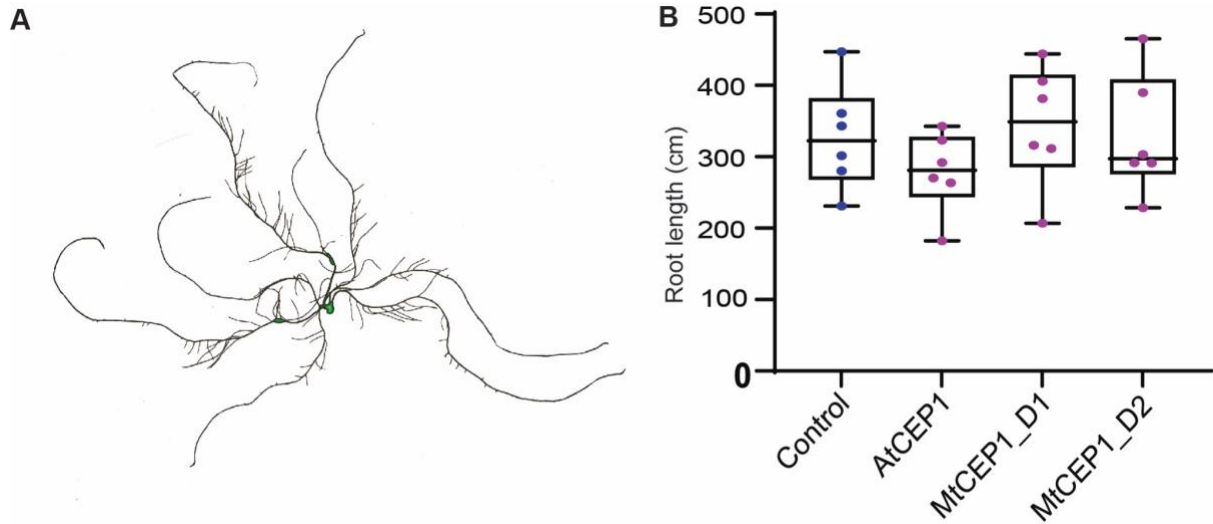 A
B
Root length (cm)
500
400
300
200
100
0
Control
AtCEP1
MtCEP1_D1
MtCEP1_D2